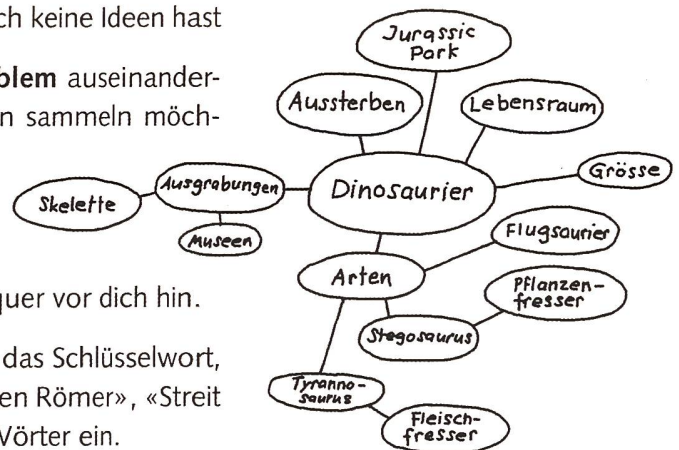 ch keine Ideen hast
blem auseinander-
n sammeln möch-
quer vor dich hin.
das Schlüsselwort,
en Römer», «Streit
Wörter ein.
Jurassic
Park
Aussterben
Lebensraum
Grösse
Dinosaurier
Ausgrabungen
Skelette
Museen
Flugsaurier
Arten
Pflanzen-
fresser
Stegosaurus
Tyranno-
saurus
Fleisch-
fresser